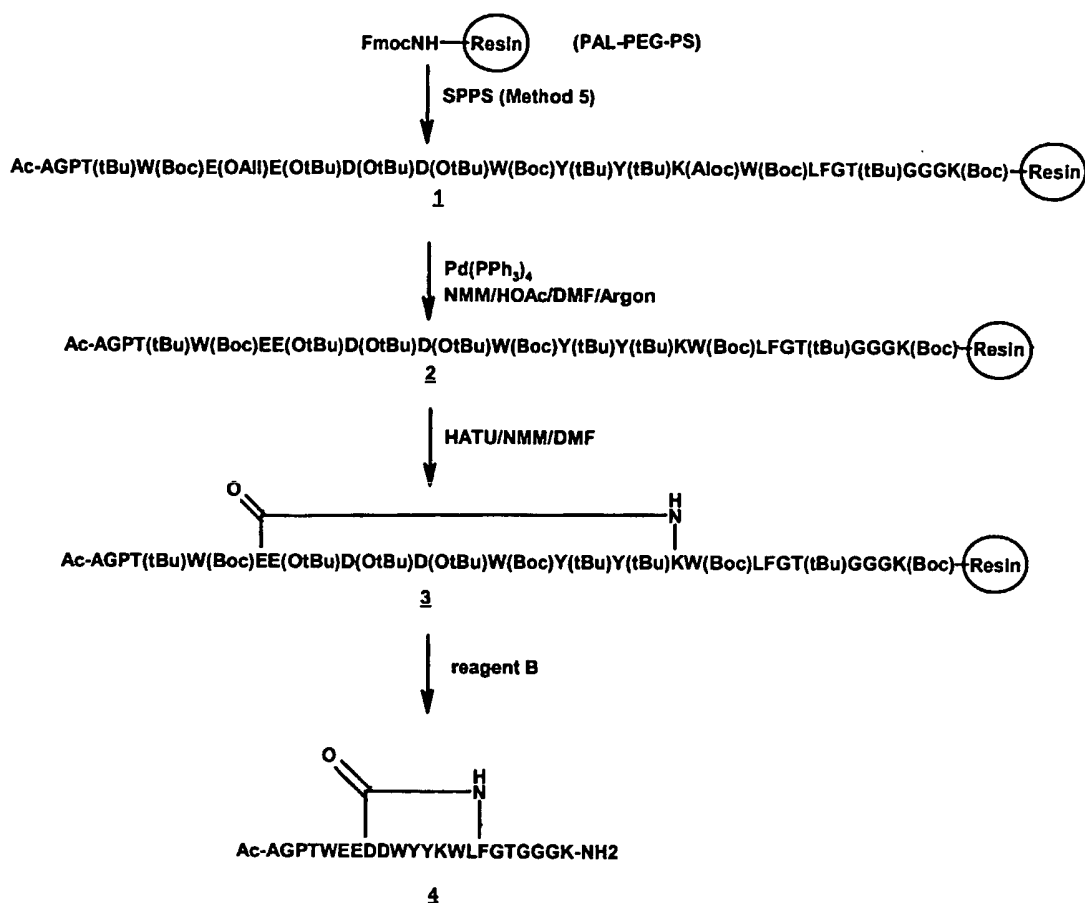 FmocNH—Resin (PAL-PEG-PS)
SPPS (Method 5)
Ac-AGPT(tBu)W(Boc)E(OAll)E(OtBu)D(OtBu)D(OtBu)W(Boc)Y(tBu)Y(tBu)K(Aloc)W(Boc)LFGT(tBu)GGGK(Boc)—Resin
1
Pd(PPh3)4
NMM/HOAc/DMF/Argon
Ac-AGPT(tBu)W(Boc)EE(OtBu)D(OtBu)D(OtBu)W(Boc)Y(tBu)Y(tBu)KW(Boc)LFGT(tBu)GGGK(Boc)—Resin
2
HATU/NMM/DMF
O H
N
Ac-AGPT(tBu)W(Boc)EE(OtBu)D(OtBu)D(OtBu)W(Boc)Y(tBu)Y(tBu)KW(Boc)LFGT(tBu)GGGK(Boc)—Resin
3
reagent B
O H
N
Ac-AGPTWEEDDWYYKWLFGTGGGK-NH2
4